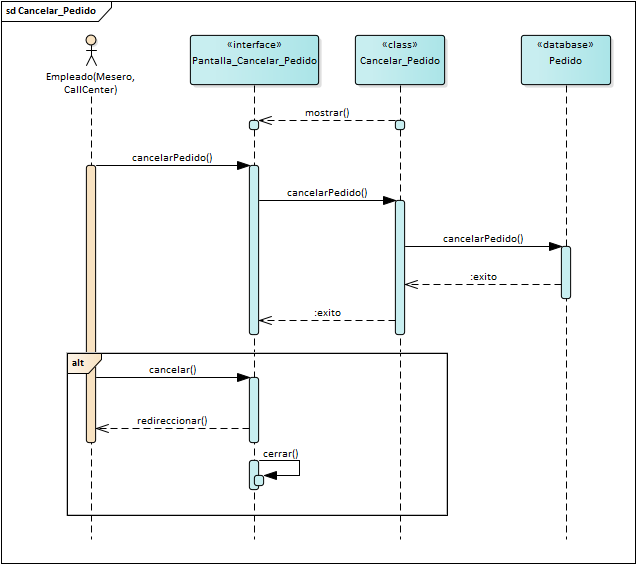 sd Cancelar_Pedido
Empleado(Mesero,
CallCenter)
«interface»
Pantalla_Cancelar_Pedido
«class»
Cancelar_Pedido
«database»
Pedido
mostrar()
cancelarPedido()
cancelarPedido()
cancelarPedido()
:exito
:exito
alt
cancelar()
redireccionar()
cerrar()